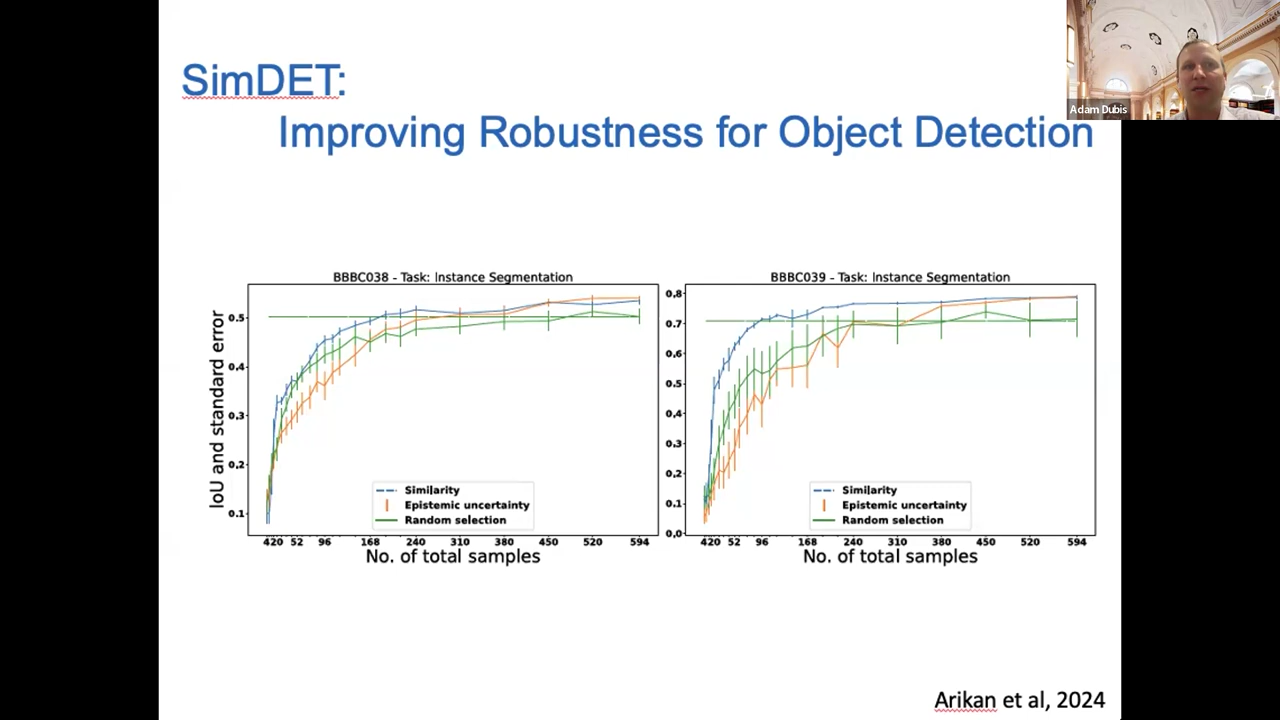 SimDET:
Improving Robustness for Object Detection
Adam Dubis
BBBC038 - Task: Instance Segmentation
IoU and standard error
0.5
0.4
0.3
0.2
0.1
Similarity
Epistemic uncertainty
Random selection
420 52 96 168 240 310 380 450 520 594
No. of total samples
BBBC039 - Task: Instance Segmentation
0.8
0.7
0.6
0.5
0.4
0.3
0.2
0.1
0.0
Similarity
Epistemic uncertainty
Random selection
420 52 96 168 240 310 380 450 520 594
No. of total samples
Arikan et al, 2024